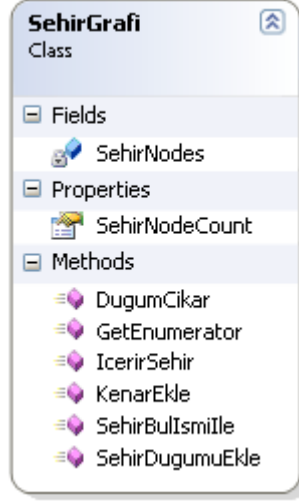 SehirGrafi
Class
Fields
SehirNodes
Properties
SehirNodeCount
Methods
DugumCikar
GetEnumerator
IcerirSehir
KenarEkle
SehirBulIsmiIle
SehirDugumuEkle